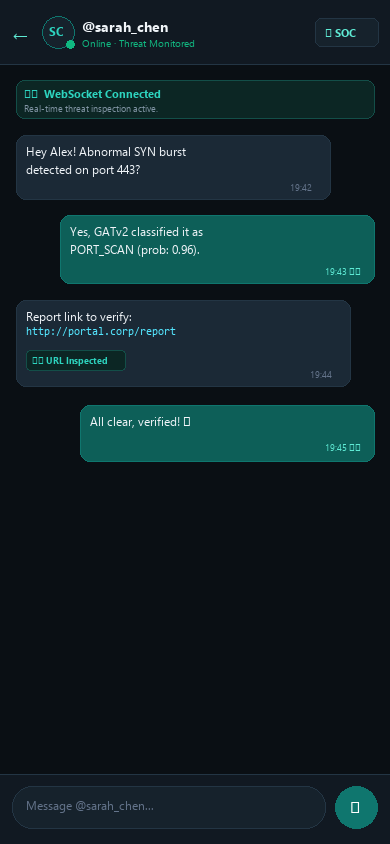 ←
SC
@sarah_chen
Online · Threat Monitored
SOC
WebSocket Connected
Real-time threat inspection active.
Hey Alex! Abnormal SYN burst
detected on port 443?
19:42
Yes, GATv2 classified it as
PORT_SCAN (prob: 0.96).
19:43
Report link to verify:
http://portal.corp/report
URL Inspected
19:44
All clear, verified!
19:45
Message @sarah_chen...